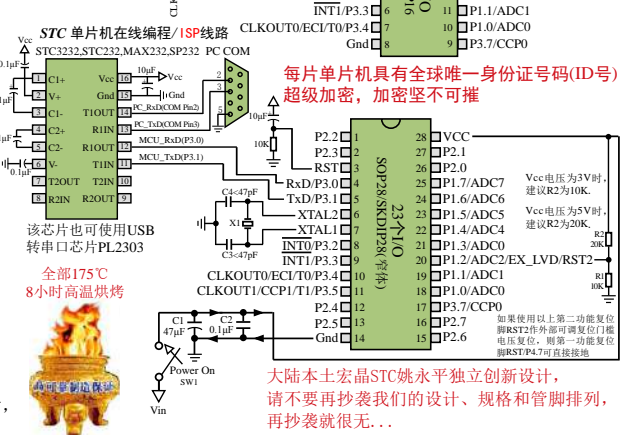 INT1/P3.3 6
11 P1.1/ADC1
CLKOUT0/ECI/T0/P3.4 7
10 P1.0/ADC0
Gnd 8
9 P3.7/CCP0
I/O
STC 单片机在线编程/ISP线路
STC3232,STC232,MAX232,SP232 PC COM
Vcc
0.1μF
1 C1+
2 V+
3 C1-
4 C2+
5 C2-
6 V-
7 T2OUT
8 R2IN
Vcc 16
Gnd 15
T1OUT 14
R1IN 13
R1OUT 12
T1IN 11
T2IN 10
R2OUT 9
10μF
Vcc
Gnd
PC_RxD(COM Pin2)
PC_TxD(COM Pin3)
MCU_RxD(P3.0)
MCU_TxD(P3.1)
2
3
5
0.1μF
该芯片也可使用USB
转串口芯片PL2303
全部175℃
8小时高温烘烤
每片单片机具有全球唯一身份证号码(ID号)
超级加密，加密坚不可摧
10μF
10K
P2.2 1
P2.3 2
RST 3
RxD/P3.0 4
TxD/P3.1 5
XTAL2 6
XTAL1 7
INT0/P3.2 8
INT1/P3.3 9
CLKOUT0/ECI/T0/P3.4 10
CLKOUT1/CCP1/T1/P3.5 11
P2.4 12
P2.5 13
Gnd 14
SOP28/SKDIP28(窄体)
23个I/O
28 VCC
27 P2.1
26 P2.0
25 P1.7/ADC7
24 P1.6/ADC6
23 P1.5/ADC5
22 P1.4/ADC4
21 P1.3/ADC0
20 P1.2/ADC2/EX_LVD/RST2
19 P1.1/ADC1
18 P1.0/ADC0
17 P3.7/CCP0
16 P2.7
15 P2.6
C4<47pF
X1
C3<47pF
Vcc电压为3V时,
建议R2为10K.
Vcc电压为5V时,
建议R2为20K.
R2
20K
R1
10K
如果使用以上第二功能复位
脚RST2作外部可调复位门槛
电压复位，则第一功能复位
脚RST/P4.7可直接接地
C1
47μF
C2
0.1μF
Power On
SW1
Vin
大陆本土宏晶STC姚永平独立创新设计，
请不要再抄袭我们的设计、规格和管脚排列，
再抄袭就很无...